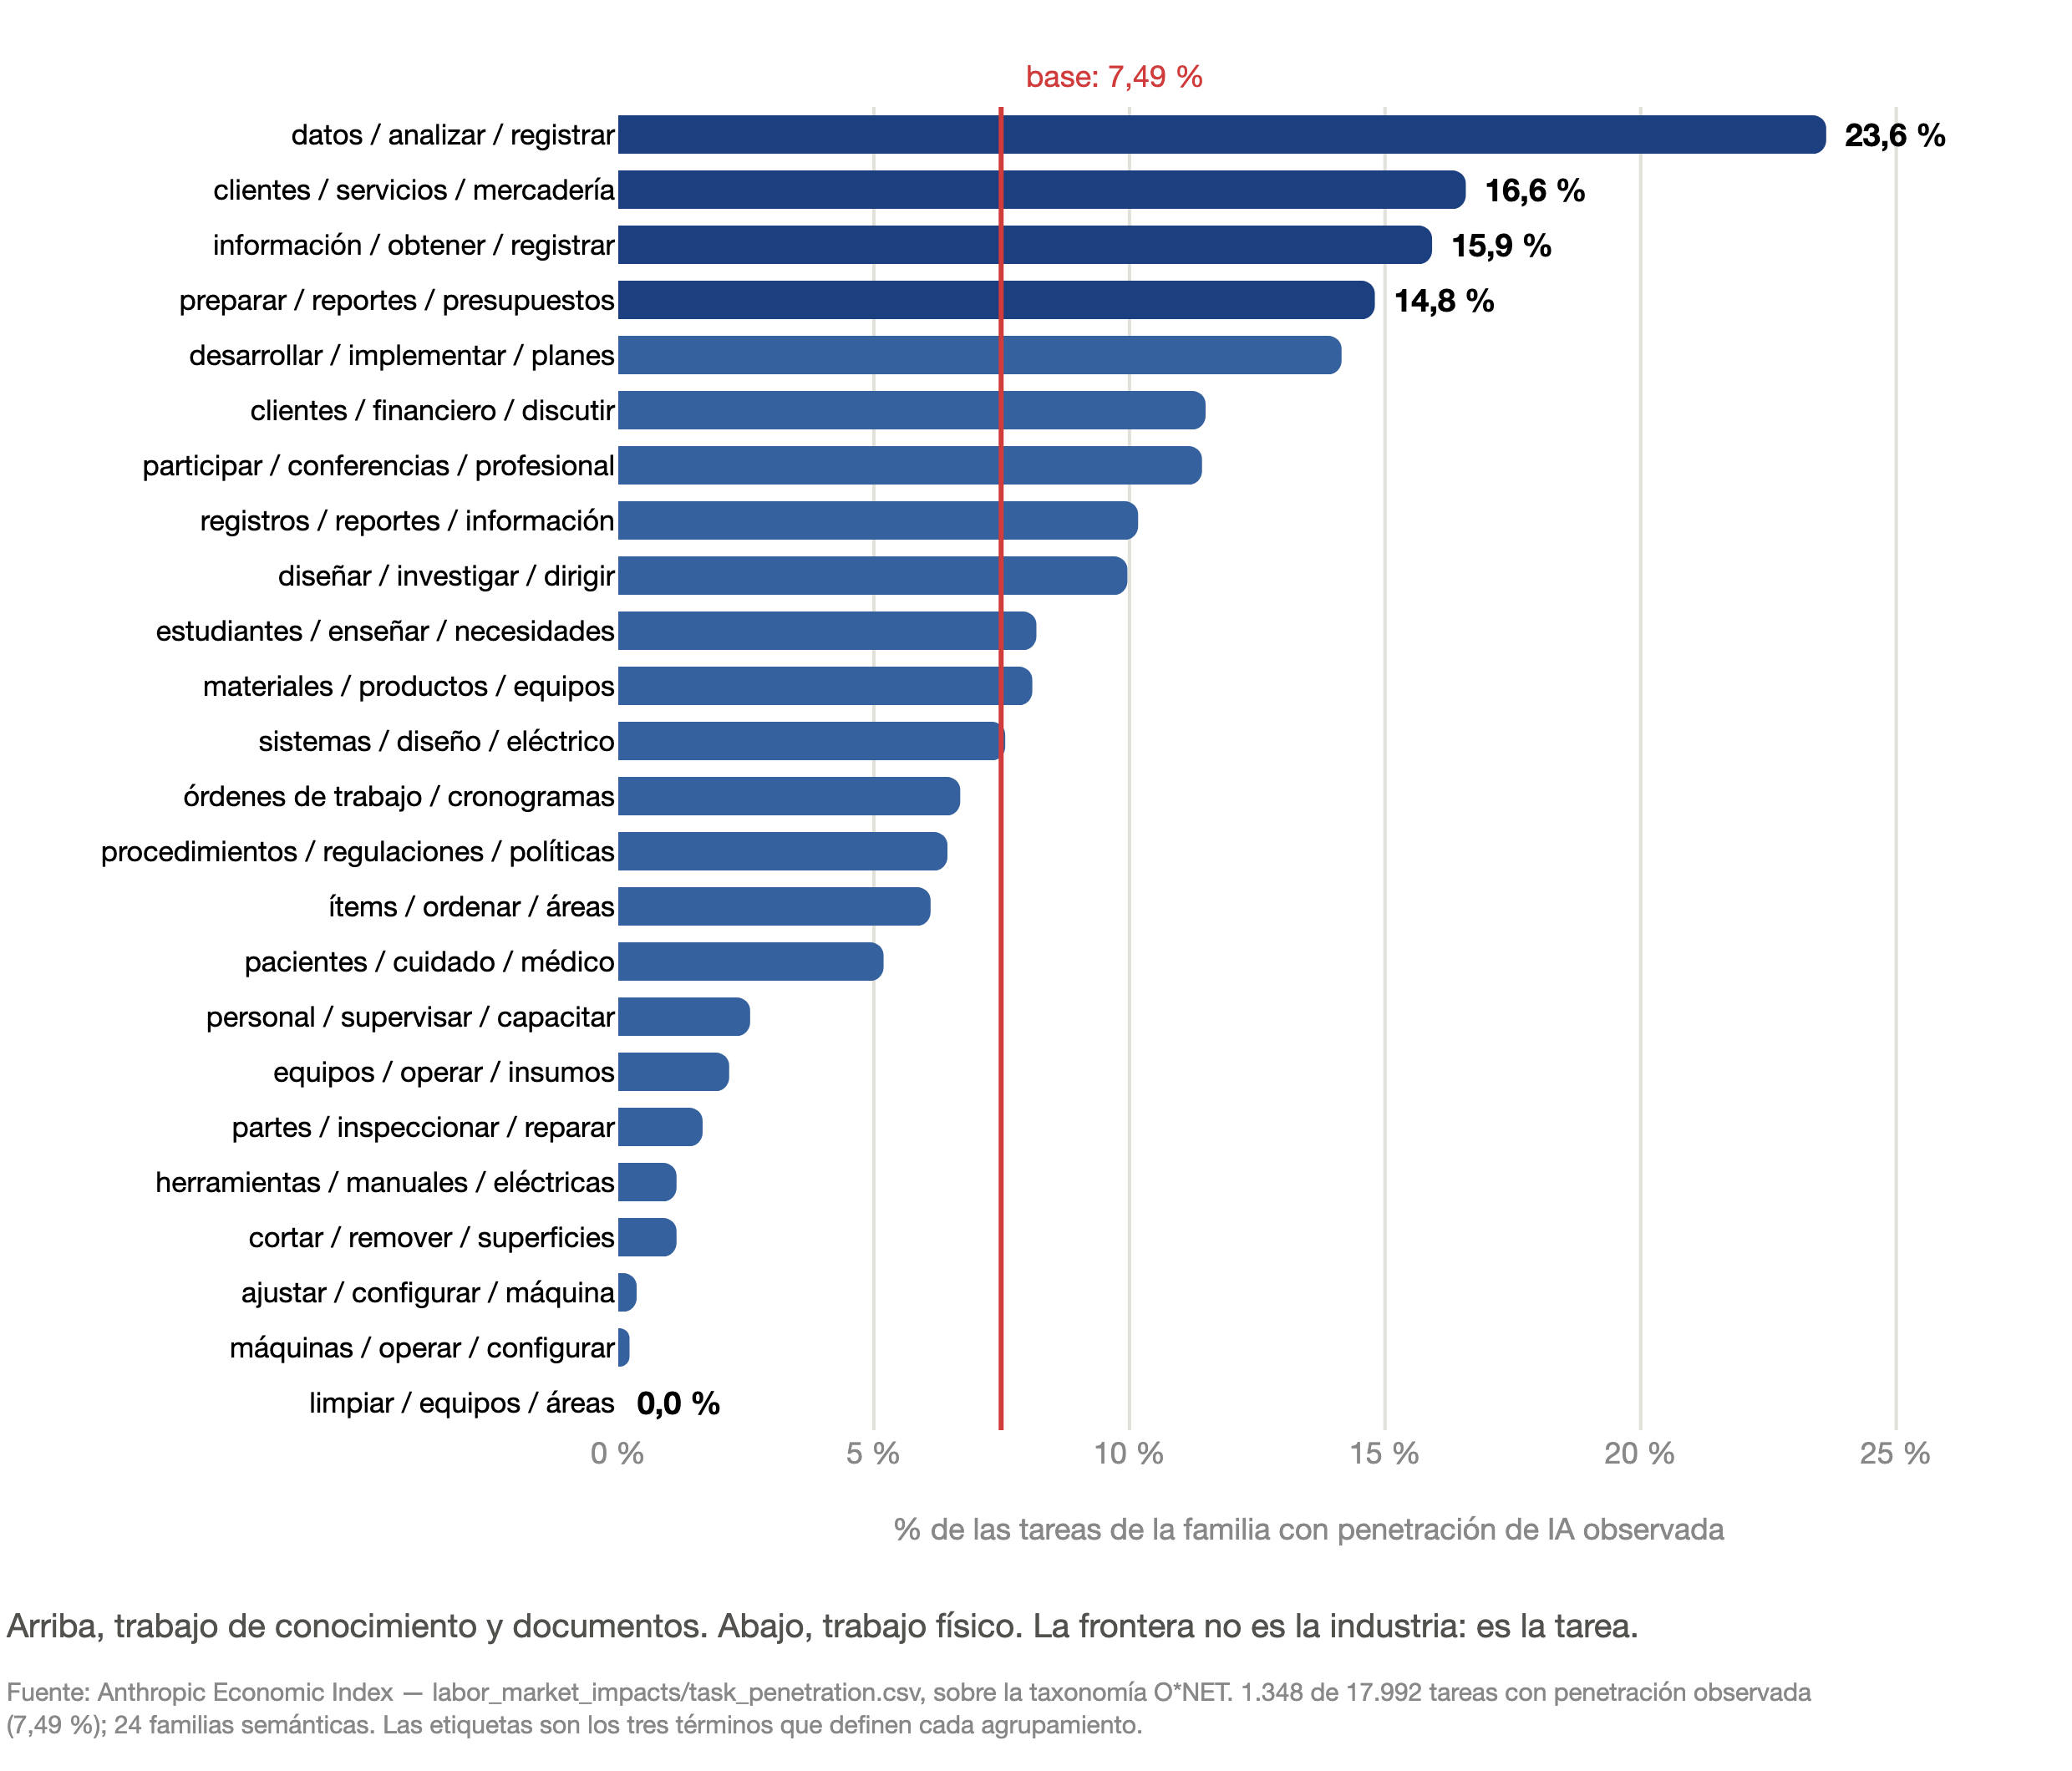 base: 7,49 %
datos / analizar / registrar 23,6 %
clientes / servicios / mercadería 16,6 %
información / obtener / registrar 15,9 %
preparar / reportes / presupuestos 14,8 %
desarrollar / implementar / planes
clientes / financiero / discutir
participar / conferencias / profesional
registros / reportes / información
diseñar / investigar / dirigir
estudiantes / enseñar / necesidades
materiales / productos / equipos
sistemas / diseño / eléctrico
órdenes de trabajo / cronogramas
procedimientos / regulaciones / políticas
ítems / ordenar / áreas
pacientes / cuidado / médico
personal / supervisar / capacitar
equipos / operar / insumos
partes / inspeccionar / reparar
herramientas / manuales / eléctricas
cortar / remover / superficies
ajustar / configurar / máquina
máquinas / operar / configurar
limpiar / equipos / áreas 0,0 %
0 % 5 % 10 % 15 % 20 % 25 %
% de las tareas de la familia con penetración de IA observada
Arriba, trabajo de conocimiento y documentos. Abajo, trabajo físico. La frontera no es la industria: es la tarea.
Fuente: Anthropic Economic Index — labor_market_impacts/task_penetration.csv, sobre la taxonomía O*NET. 1.348 de 17.992 tareas con penetración observada
(7,49 %); 24 familias semánticas. Las etiquetas son los tres términos que definen cada agrupamiento.